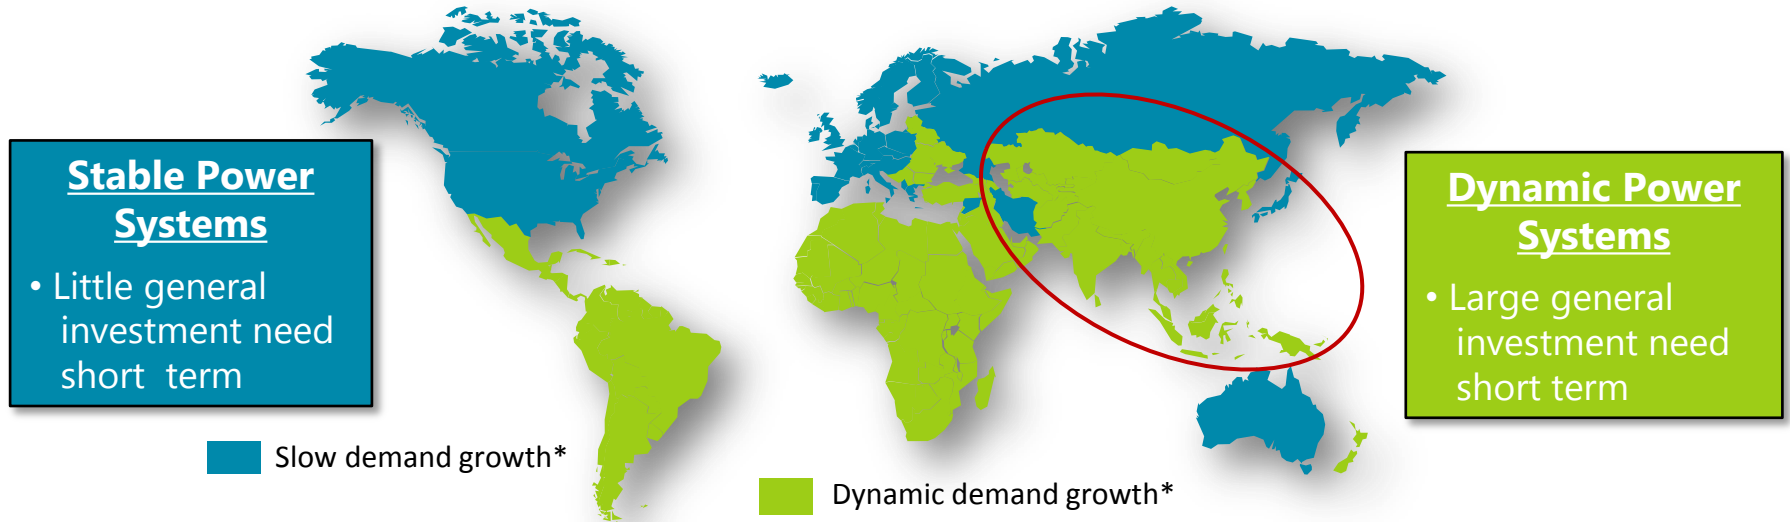 Stable Power
Systems
• Little general
investment need
short term
Dynamic Power
Systems
• Large general
investment need
short term
Slow demand growth*
Dynamic demand growth*